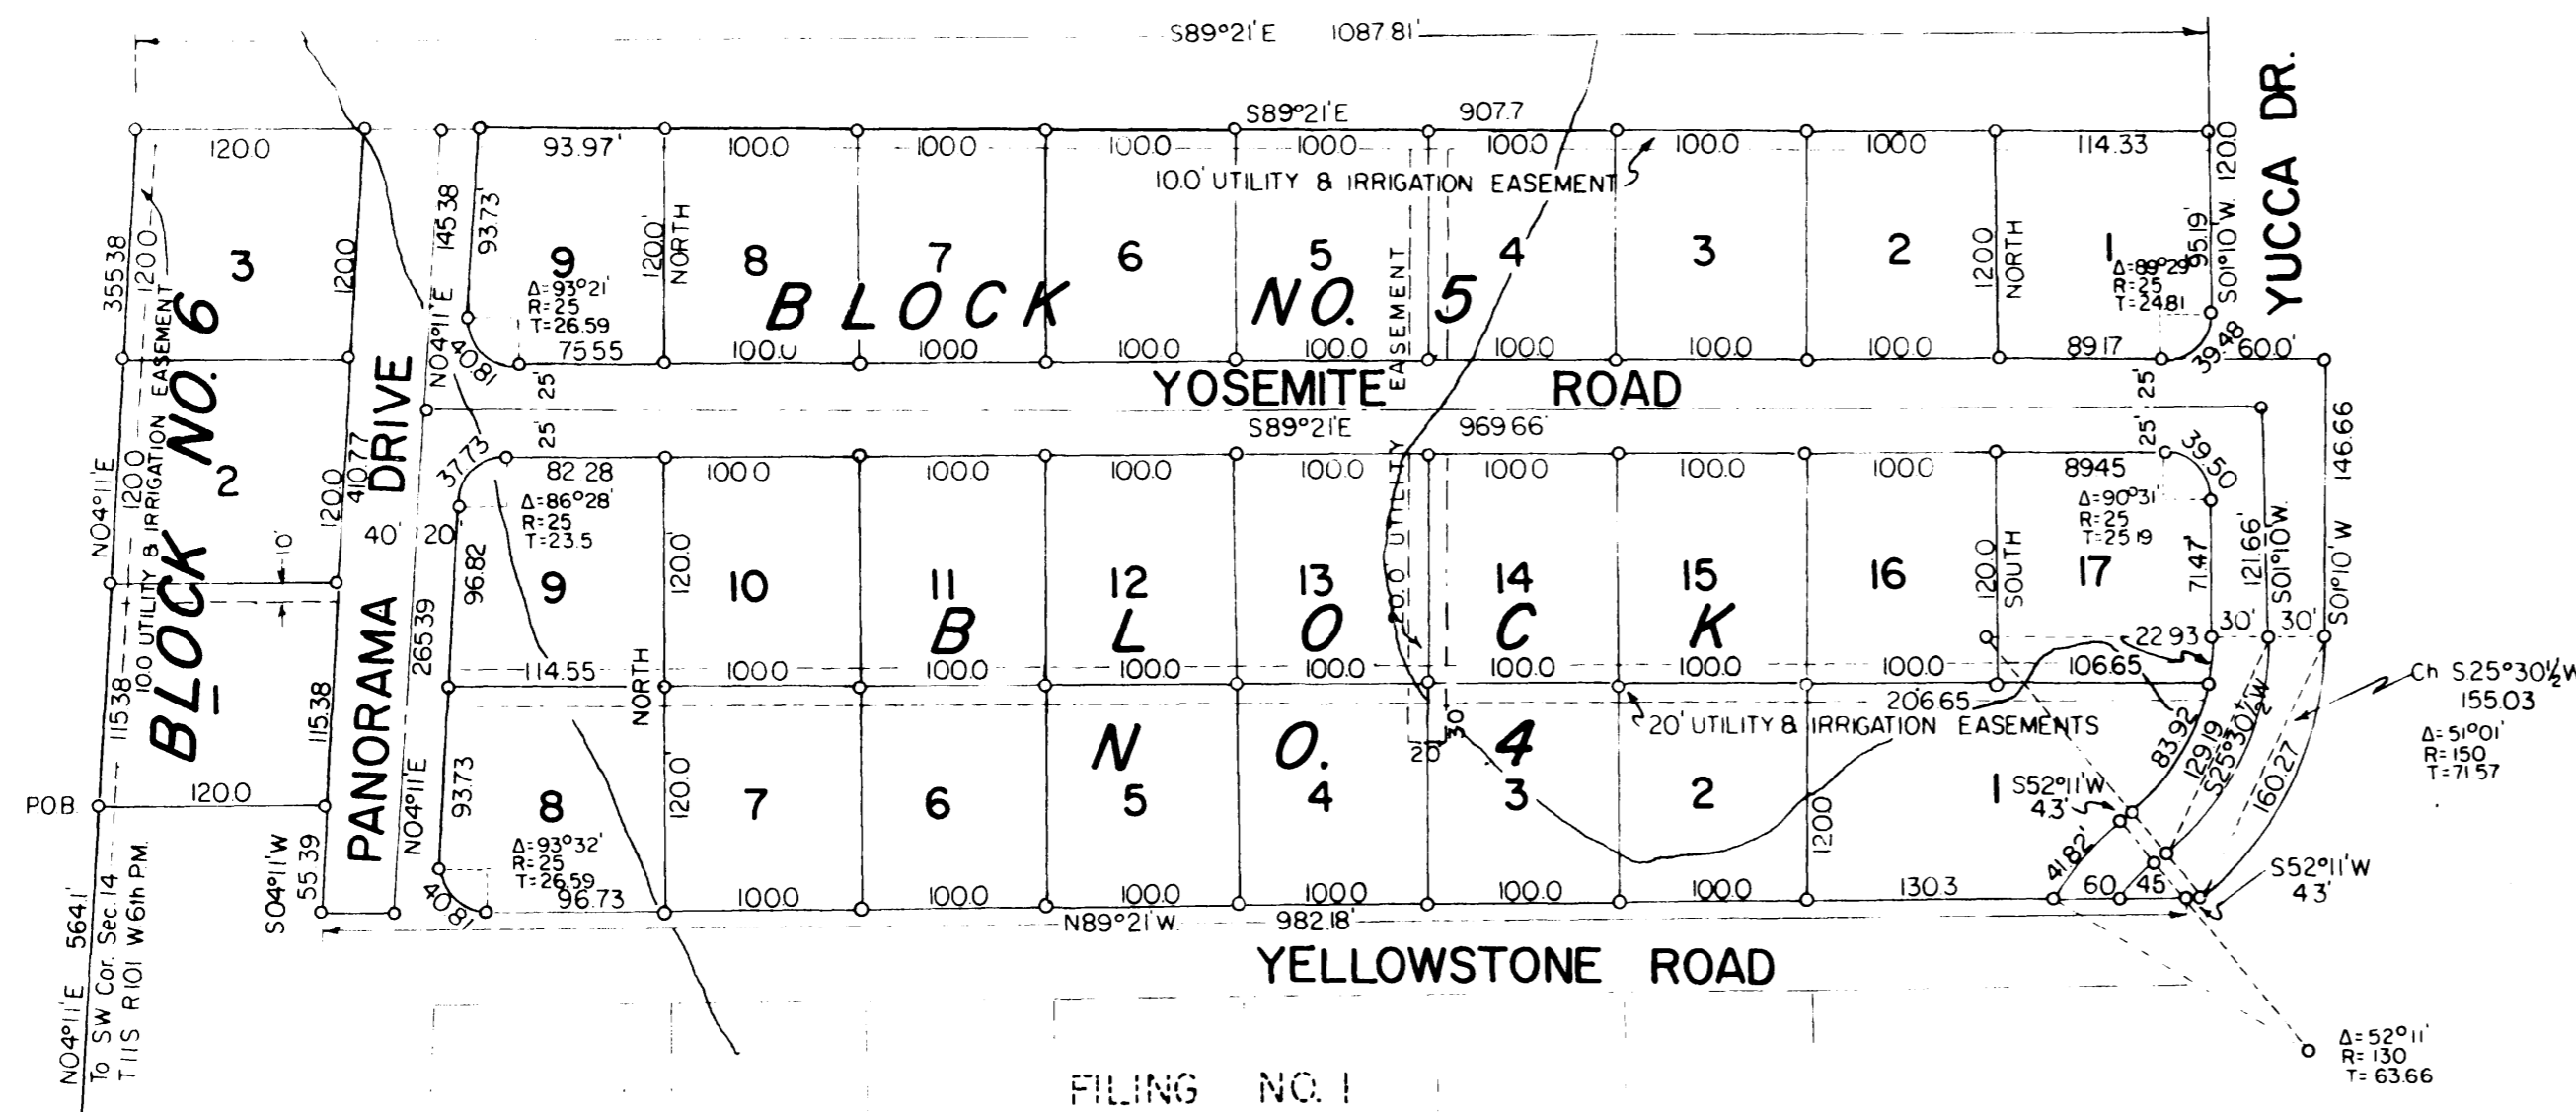 S89°21'E 1087.81'
YUCCA DR.
S89°21'E 907.7
120.0 93.97' 100.0 100.0 100.0 100.0 100.0 100.0 100.0 114.33 120.0
10.0' UTILITY & IRRIGATION EASEMENT
355.38 120.0 3 120.0 145.38 93.73' 9 120.0' NORTH 8 7 6 5 4 3 2 120.0 NORTH 1 95.19' S01°10'W.
Δ=93°21'
R=25
T=26.59
Δ=89°29'
R=25
T=24.81
BLOCK NO. 5
N04°11'E 40.81 75.55 100.0 100.0 100.0 100.0 100.0 100.0 100.0 89.17 39.48 60.0'
25' 25'
YOSEMITE ROAD
S89°21'E 969.66'
25' 25'
BLOCK NO. 6
10.0 UTILITY & IRRIGATION EASEMENT
N04°11'E 120.0 2 120.0 410.77
PANORAMA DRIVE
40' 20'
10'
20.0 UTILITY EASEMENT
37.73 82.28 100.0 100.0 100.0 100.0 100.0 100.0 89.45 39.50 146.66
Δ=86°28'
R=25
T=23.5
Δ=90°31'
R=25
T=25.19
96.82 9 10 120.0' 11 12 13 14 15 16 120.0 SOUTH 17 71.47' 121.66' S01°10'W. S01°10'W
BLOCK
30' 30'
22.93
265.39 114.55 NORTH 100.0 100.0 100.0 100.0 100.0 100.0 106.65
206.65
20' UTILITY & IRRIGATION EASEMENTS
NO. 4
20' 30
Ch S.25°30½W
155.03
Δ=51°01'
R=150
T=71.57
83.92 129.19 S25°30½W 160.27
115.38 115.38 N04°11'E 93.73 8 7 120.0' 6 5 4 3 2 120.0 1
S52°11'W
43'
P.O.B. 120.0
S04°11'W 55.39
Δ=93°32'
R=25
T=26.59
40.81 96.73 100.0 100.0 100.0 100.0 100.0 100.0 130.3 41.82' 60 45
S52°11'W
43'
N89°21'W. 982.18'
YELLOWSTONE ROAD
N04°11'E 564.1'
To SW Cor. Sec. 14
T11S R101 W 6th P.M.
Δ=52°11'
R=130
T=63.66
FILING NO. 1